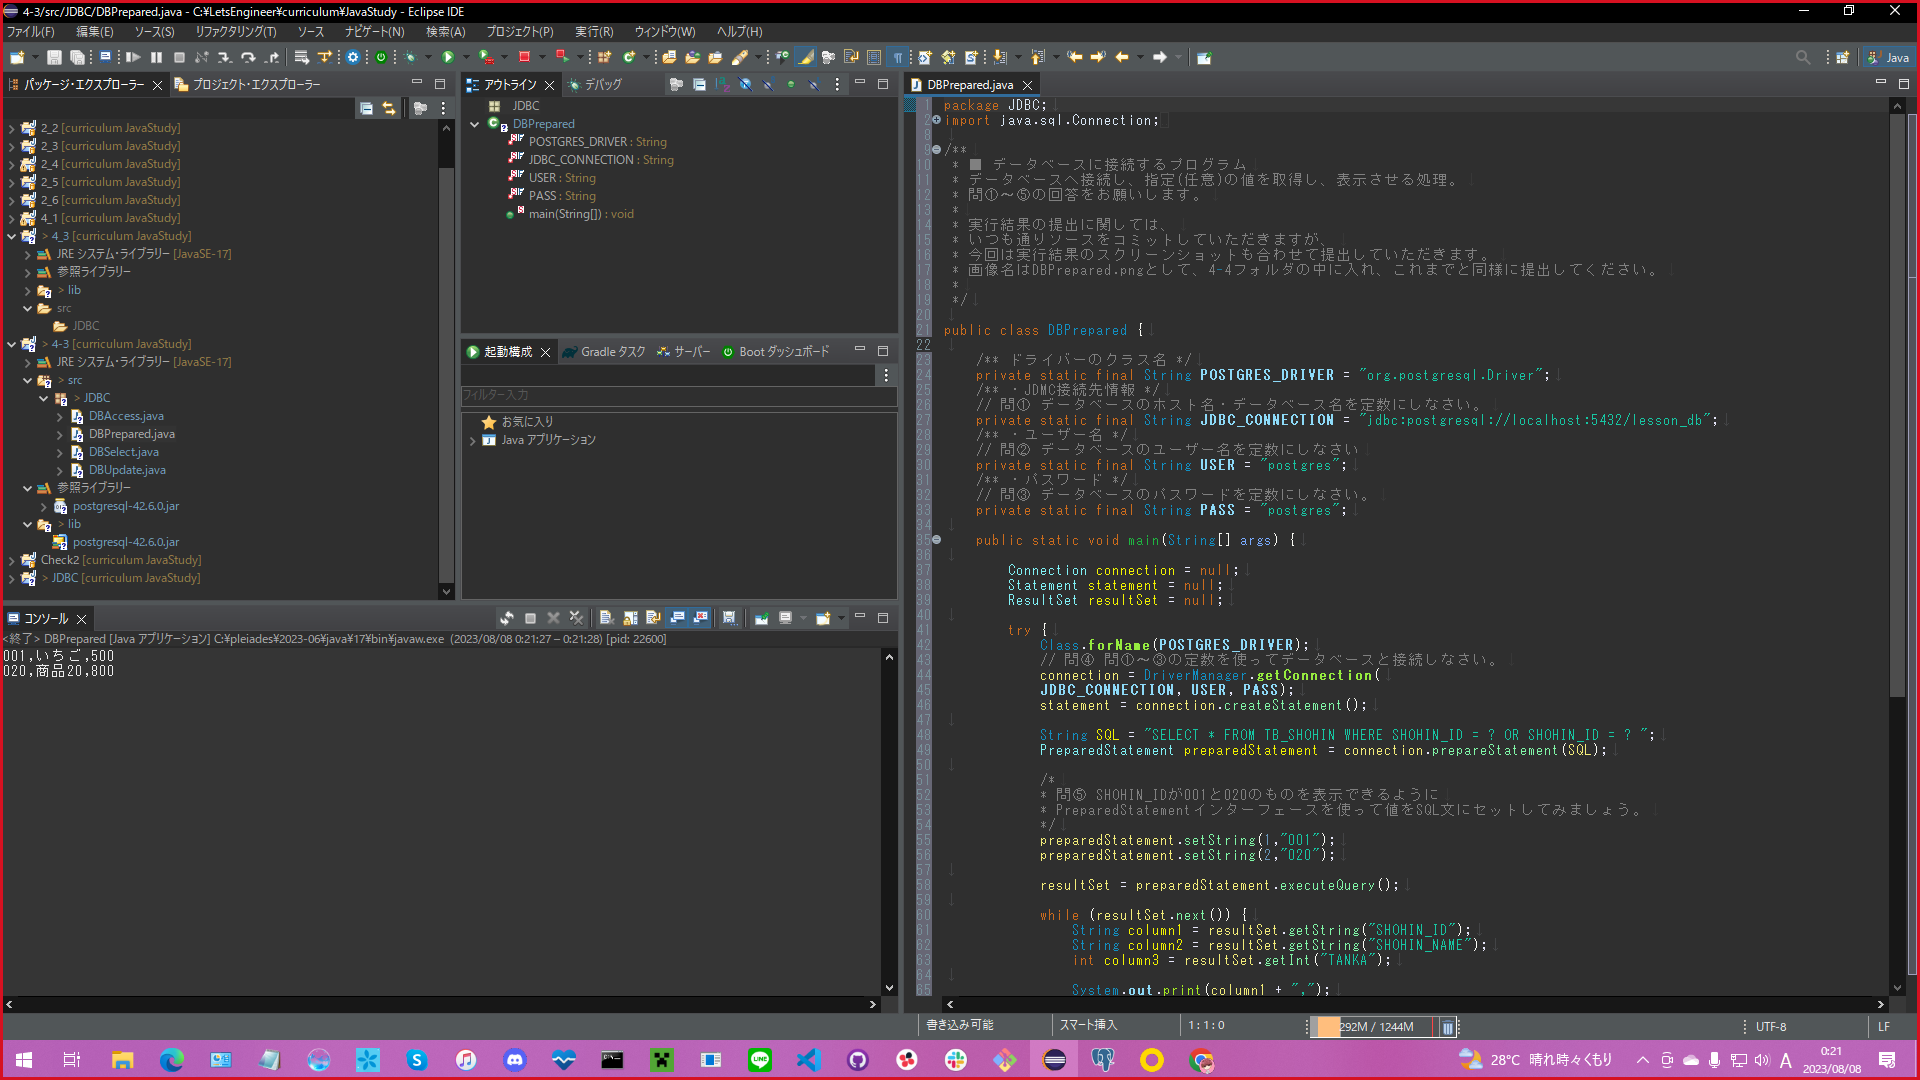 4-3/src/JDBC/DBPrepared.java - C:¥LetsEngineer¥curriculum¥JavaStudy - Eclipse IDE
ファイル(F) 編集(E) ソース(S) リファクタリング(T) ソース ナビゲート(N) 検索(A) プロジェクト(P) 実行(R) ウィンドウ(W) ヘルプ(H)
Java
パッケージ・エクスプローラー
プロジェクト・エクスプローラー
2_2 [curriculum JavaStudy]
2_3 [curriculum JavaStudy]
2_4 [curriculum JavaStudy]
2_5 [curriculum JavaStudy]
2_6 [curriculum JavaStudy]
4_1 [curriculum JavaStudy]
> 4_3 [curriculum JavaStudy]
JRE システム・ライブラリー [JavaSE-17]
参照ライブラリー
> lib
src
JDBC
> 4-3 [curriculum JavaStudy]
JRE システム・ライブラリー [JavaSE-17]
> src
> JDBC
DBAccess.java
DBPrepared.java
DBSelect.java
DBUpdate.java
参照ライブラリー
postgresql-42.6.0.jar
> lib
postgresql-42.6.0.jar
Check2 [curriculum JavaStudy]
> JDBC [curriculum JavaStudy]
アウトライン
デバッグ
JDBC
DBPrepared
POSTGRES_DRIVER : String
JDBC_CONNECTION : String
USER : String
PASS : String
main(String[]) : void
起動構成
Gradle タスク
サーバー
Boot ダッシュボード
フィルター入力
お気に入り
Java アプリケーション
コンソール
<終了> DBPrepared [Java アプリケーション] C:¥pleiades¥2023-06¥java¥17¥bin¥javaw.exe (2023/08/08 0:21:27 – 0:21:28) [pid: 22600]
001,いちご,500
020,商品20,800
DBPrepared.java
1 package JDBC;
2 import java.sql.Connection;
8
9 /**
10 * ■ データベースに接続するプログラム
11 * データベースへ接続し、指定(任意)の値を取得し、表示させる処理。
12 * 問①～⑤の回答をお願いします。
13 *
14 * 実行結果の提出に関しては、
15 * いつも通りソースをコミットしていただきますが、
16 * 今回は実行結果のスクリーンショットも合わせて提出していただきます。
17 * 画像名はDBPrepared.pngとして、4-4フォルダの中に入れ、これまでと同様に提出してください。
18 *
19 */
20
21 public class DBPrepared {
22
23 /** ドライバーのクラス名 */
24 private static final String POSTGRES_DRIVER = "org.postgresql.Driver";
25 /** ・JDMC接続先情報 */
26 // 問① データベースのホスト名・データベース名を定数にしなさい。
27 private static final String JDBC_CONNECTION = "jdbc:postgresql://localhost:5432/lesson_db";
28 /** ・ユーザー名 */
29 // 問② データベースのユーザー名を定数にしなさい
30 private static final String USER = "postgres";
31 /** ・パスワード */
32 // 問③ データベースのパスワードを定数にしなさい。
33 private static final String PASS = "postgres";
34
35 public static void main(String[] args) {
36
37 Connection connection = null;
38 Statement statement = null;
39 ResultSet resultSet = null;
40
41 try {
42 Class.forName(POSTGRES_DRIVER);
43 // 問④ 問①～③の定数を使ってデータベースと接続しなさい。
44 connection = DriverManager.getConnection(
45 JDBC_CONNECTION, USER, PASS);
46 statement = connection.createStatement();
47
48 String SQL = "SELECT * FROM TB_SHOHIN WHERE SHOHIN_ID = ? OR SHOHIN_ID = ? ";
49 PreparedStatement preparedStatement = connection.prepareStatement(SQL);
50
51 /*
52 * 問⑤ SHOHIN_IDが001と020のものを表示できるように
53 * PreparedStatementインターフェースを使って値をSQL文にセットしてみましょう。
54 */
55 preparedStatement.setString(1,"001");
56 preparedStatement.setString(2,"020");
57
58 resultSet = preparedStatement.executeQuery();
59
60 while (resultSet.next()) {
61 String column1 = resultSet.getString("SHOHIN_ID");
62 String column2 = resultSet.getString("SHOHIN_NAME");
63 int column3 = resultSet.getInt("TANKA");
64
65 System.out.print(column1 + ",");
書き込み可能 スマート挿入 1 : 1 : 0 292M / 1244M UTF-8 LF
28°C 晴れ時々くもり A 0:21
2023/08/08